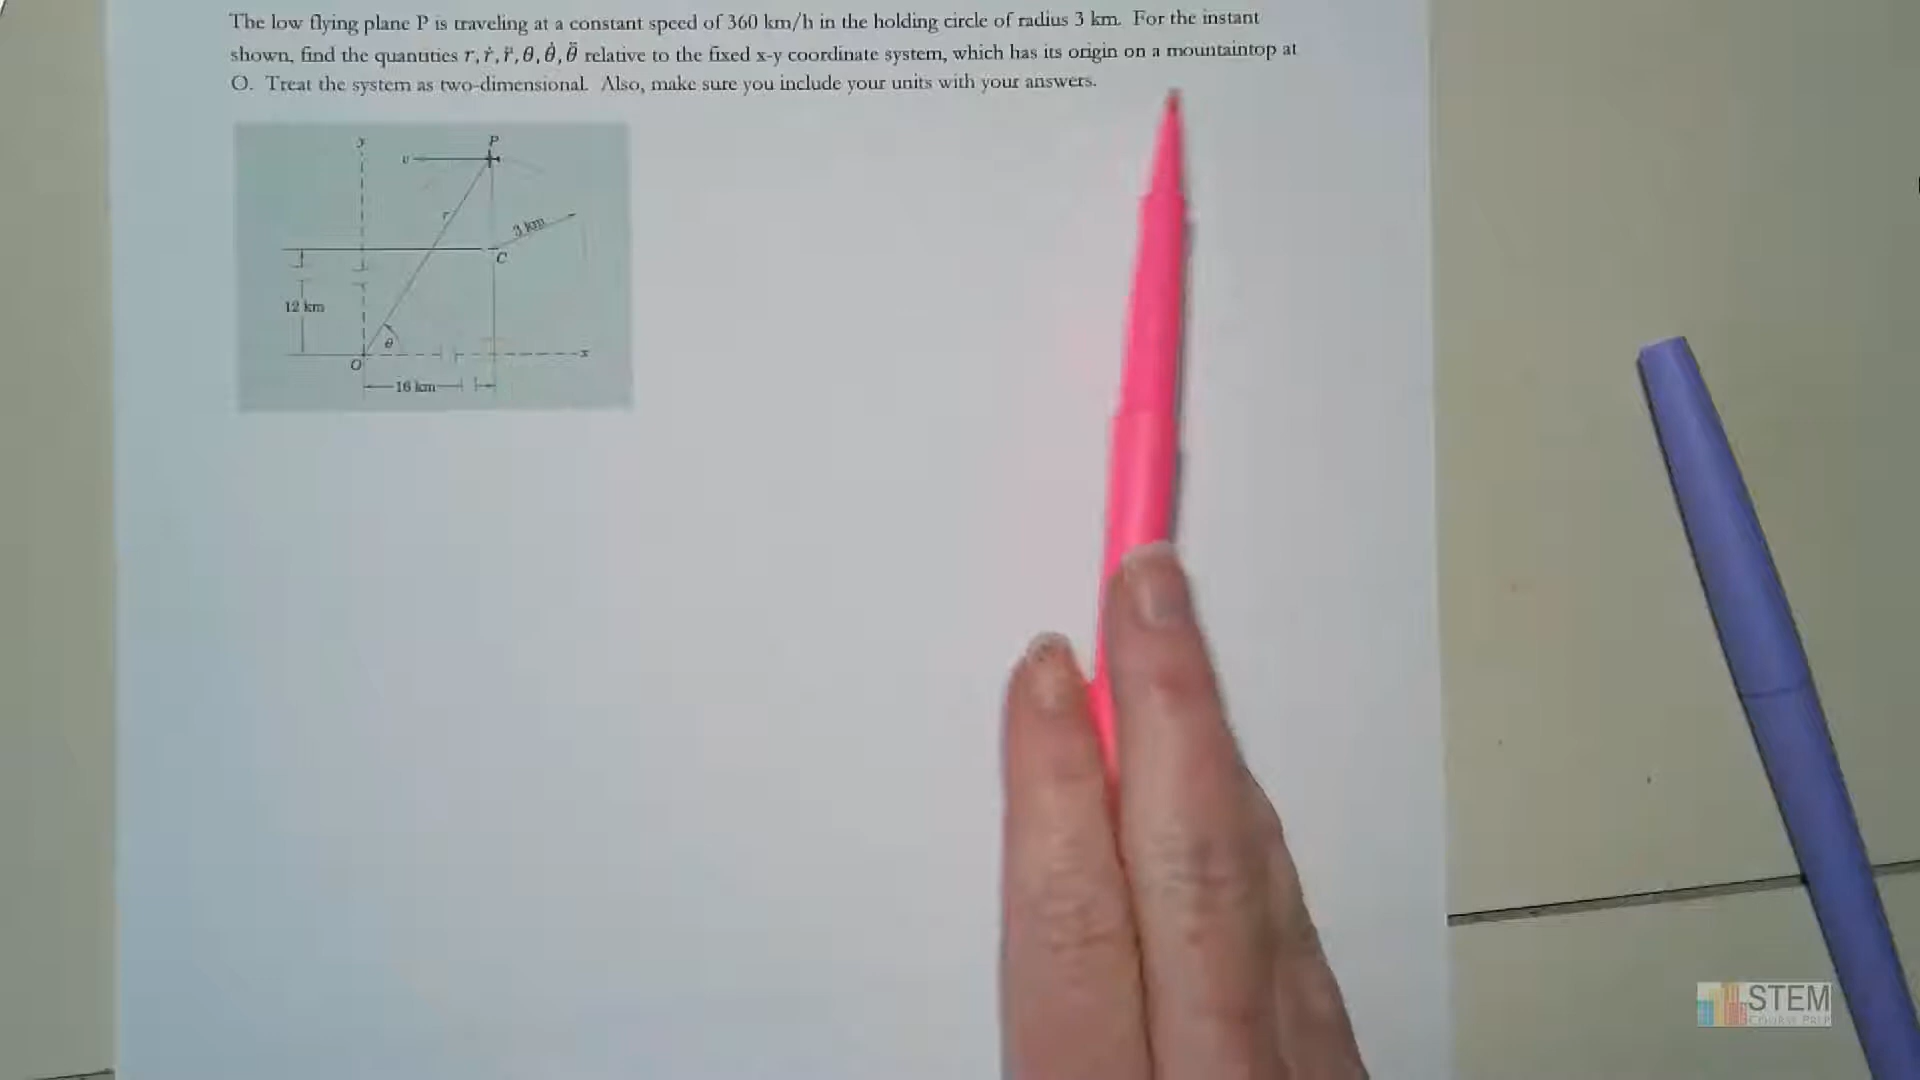 The low flying plane P is traveling at a constant speed of 360 km/h in the holding circle of radius 3 km. For the instant
shown, find the quantities r, ṙ, r̈, θ, θ̇, θ̈ relative to the fixed x-y coordinate system, which has its origin on a mountaintop at
O. Treat the system as two-dimensional. Also, make sure you include your units with your answers.
y
P
v
r
3 km
C
12 km
θ
O
x
16 km
STEM
COURSE PREP